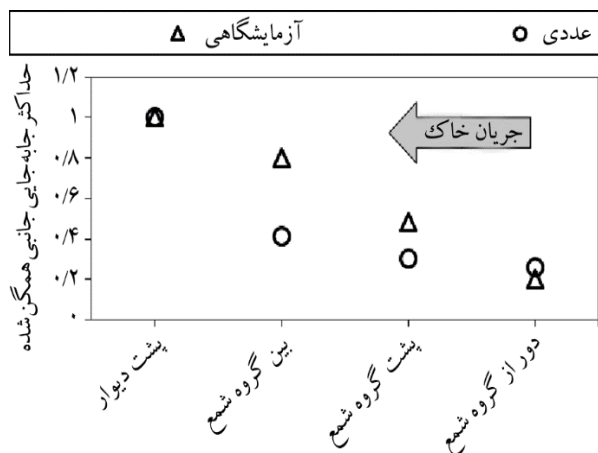 عددی
آزمایشگاهی
حداکثر جابه‌جایی جانبی همگن شده
۱/۲
۱
۰/۸
۰/۶
۰/۴
۰/۲
۰
جریان خاک
پشت دیوار
بین گروه شمع
پشت گروه شمع
دور از گروه شمع